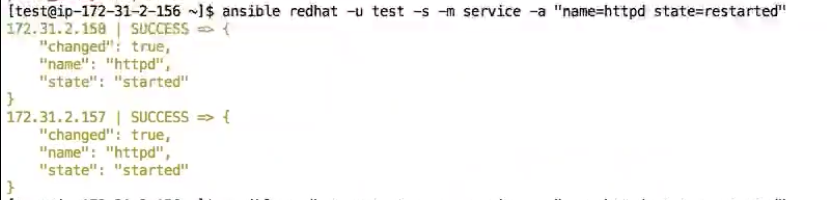 [test@ip-172-31-2-156 ~]$ ansible redhat -u test -s -m service -a "name=httpd state=restarted"
172.31.2.158 | SUCCESS => {
    "changed": true,
    "name": "httpd",
    "state": "started"
}
172.31.2.157 | SUCCESS => {
    "changed": true,
    "name": "httpd",
    "state": "started"
}